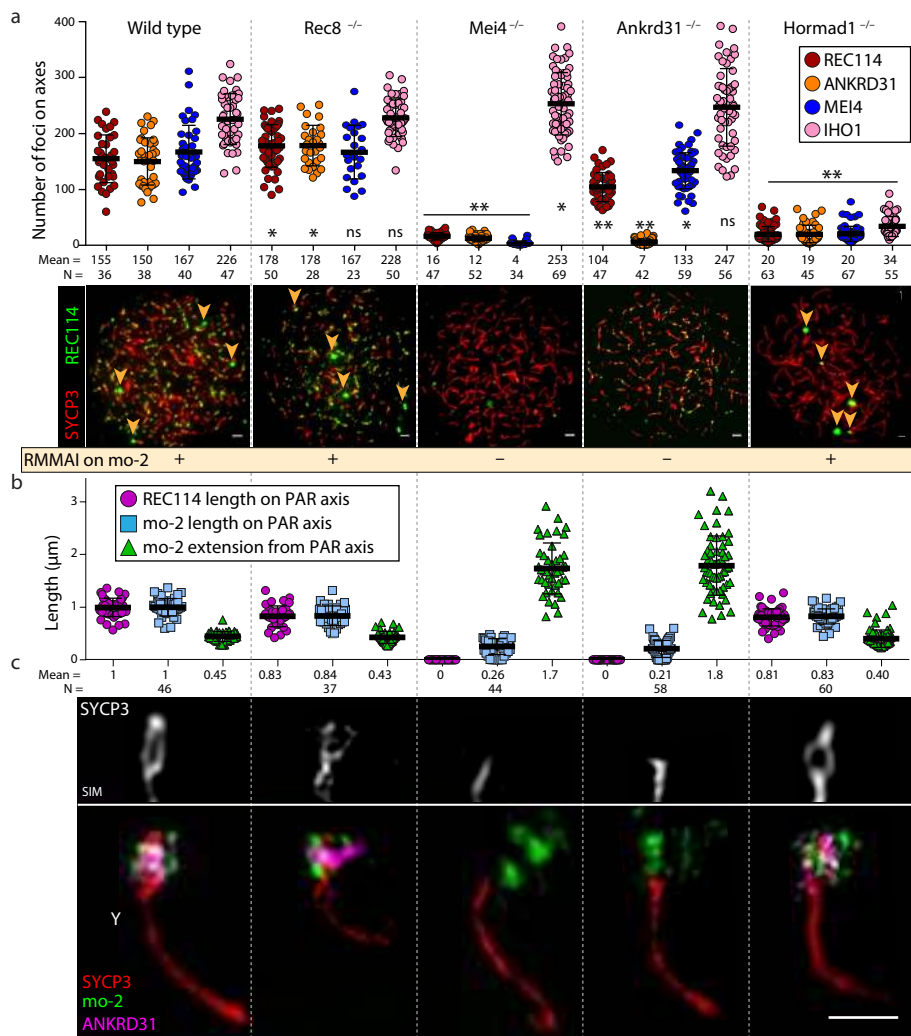 a
Wild type Rec8 −/− Mei4 −/− Ankrd31 −/− Hormad1 −/−
Number of foci on axes
400
300
200
100
0
REC114
ANKRD31
MEI4
IHO1
* * ns ns ** * ** ** * ns **
Mean = 155 150 167 226 178 178 167 228 16 12 4 253 104 7 133 247 20 19 20 34
N = 36 38 40 47 50 28 23 50 47 52 34 69 47 42 59 56 63 45 67 55
SYCP3 REC114
RMMAI on mo-2 + + − − +
b
Length (μm)
3
2
1
0
REC114 length on PAR axis
mo-2 length on PAR axis
mo-2 extension from PAR axis
Mean = 1 1 0.45 0.83 0.84 0.43 0 0.26 1.7 0 0.21 1.8 0.81 0.83 0.40
N = 46 37 44 58 60
c
SYCP3
SIM
Y
SYCP3
mo-2
ANKRD31